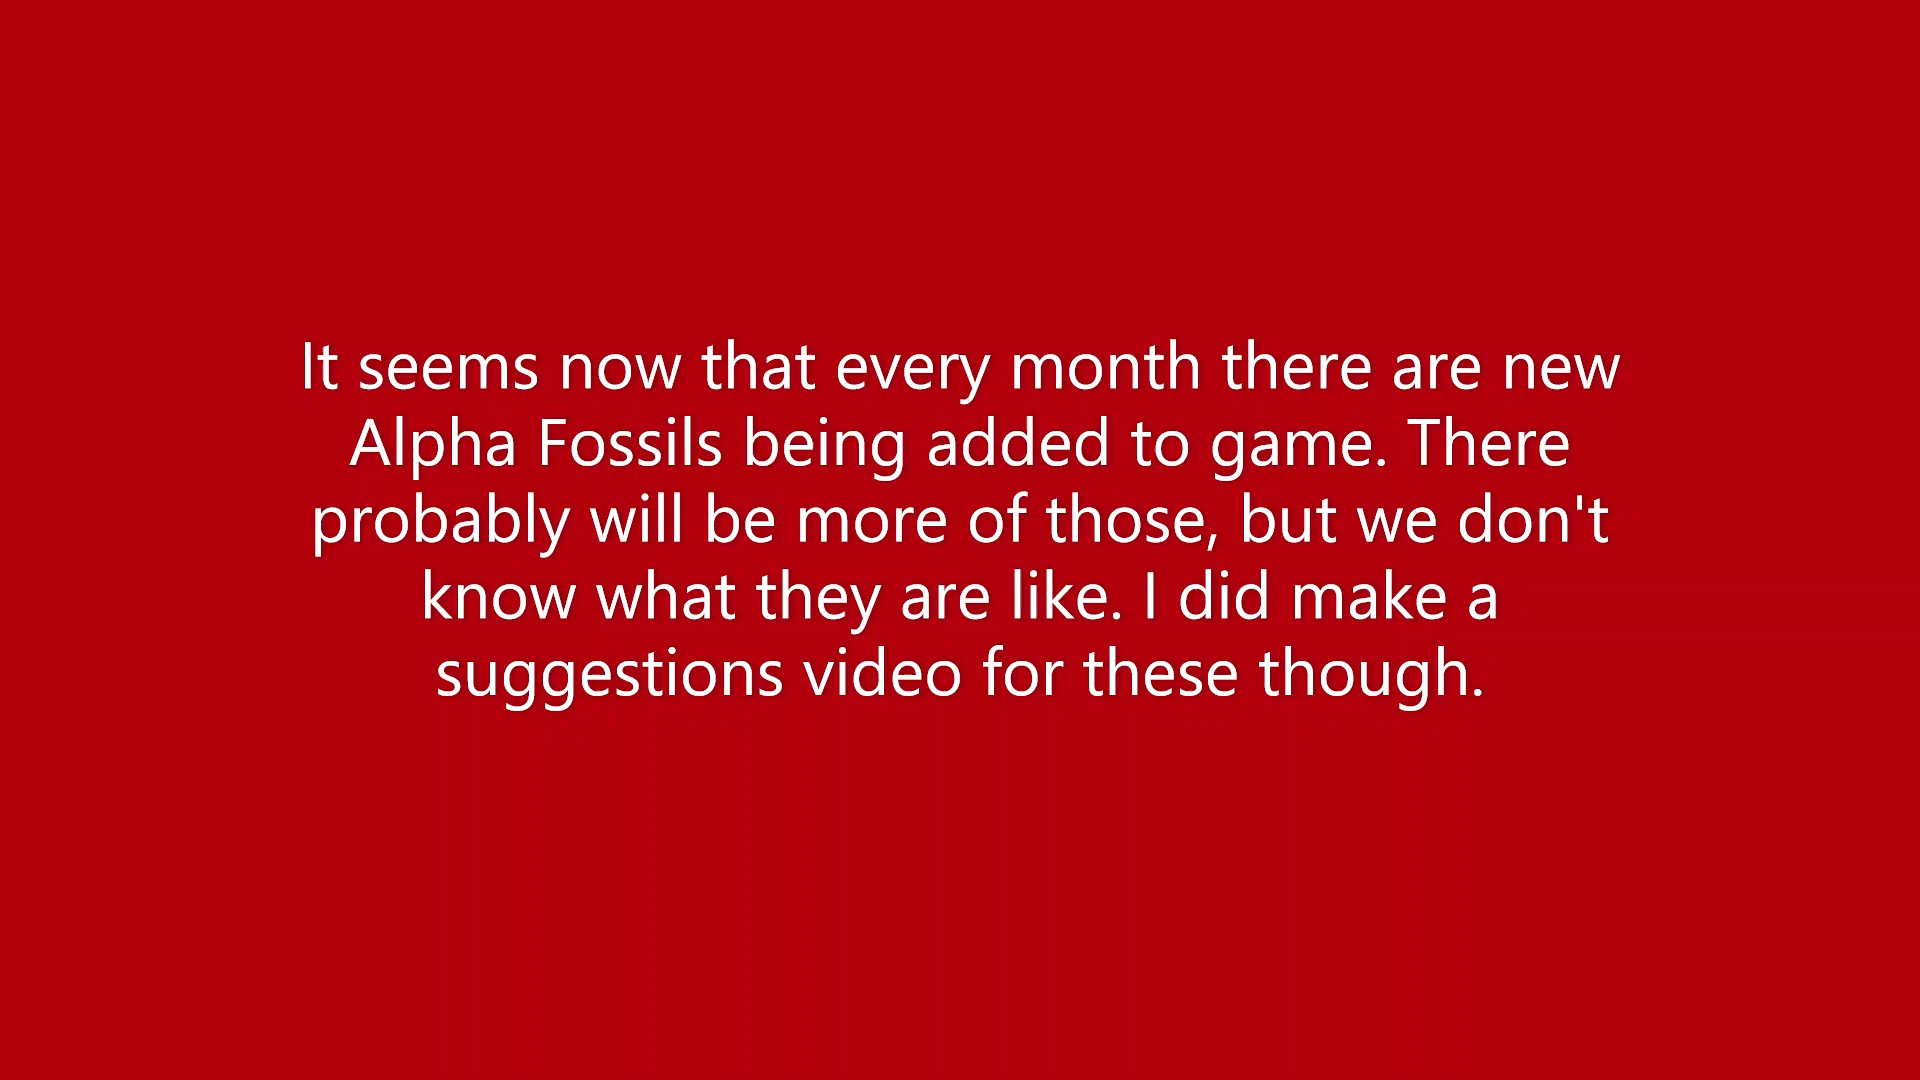 It seems now that every month there are new
Alpha Fossils being added to game. There
probably will be more of those, but we don't
know what they are like. I did make a
suggestions video for these though.